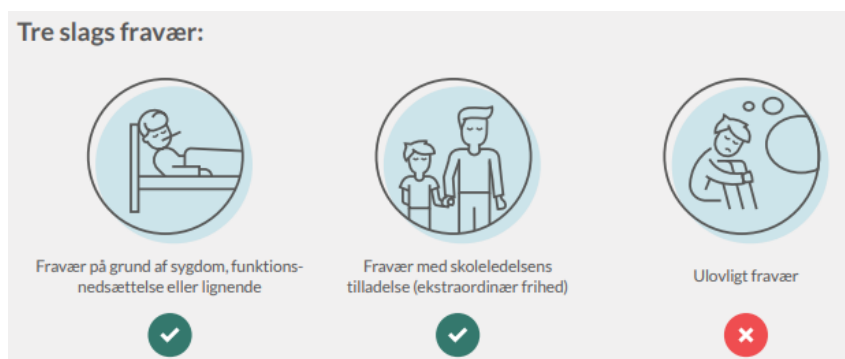 Tre slags fravær:
Fravær på grund af sygdom, funktions-
nedsættelse eller lignende
Fravær med skoleledelsens
tilladelse (ekstraordinær frihed)
Ulovligt fravær